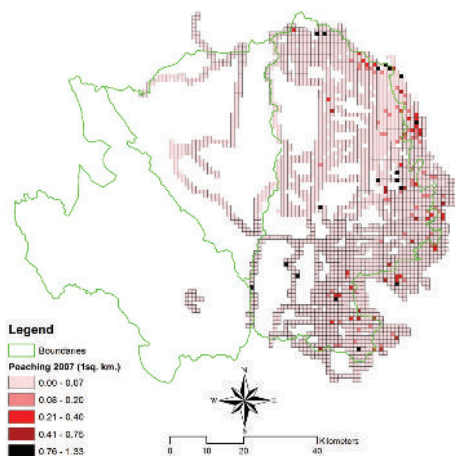 Legend
Boundaries
Poaching 2007 (1sq. km.)
0.00 - 0.07
0.08 - 0.20
0.21 - 0.40
0.41 - 0.75
0.76 - 1.33
N
W
E
S
Kilometers
0 10 20 40